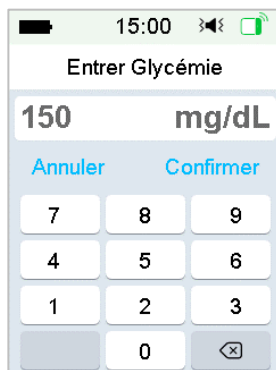 15:00
Entrer Glycémie
150 mg/dL
Annuler Confirmer
7 8 9
4 5 6
1 2 3
0